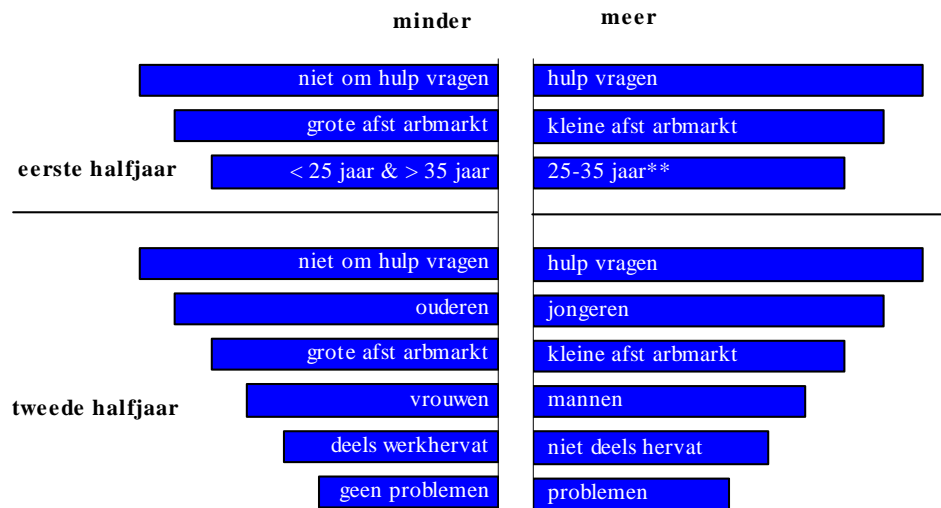 minder meer
niet om hulp vragen hulp vragen
grote afst arbmarkt kleine afst arbmarkt
eerste halfjaar < 25 jaar & > 35 jaar 25-35 jaar**
niet om hulp vragen hulp vragen
ouderen jongeren
grote afst arbmarkt kleine afst arbmarkt
tweede halfjaar vrouwen mannen
deels werkhervat niet deels hervat
geen problemen problemen